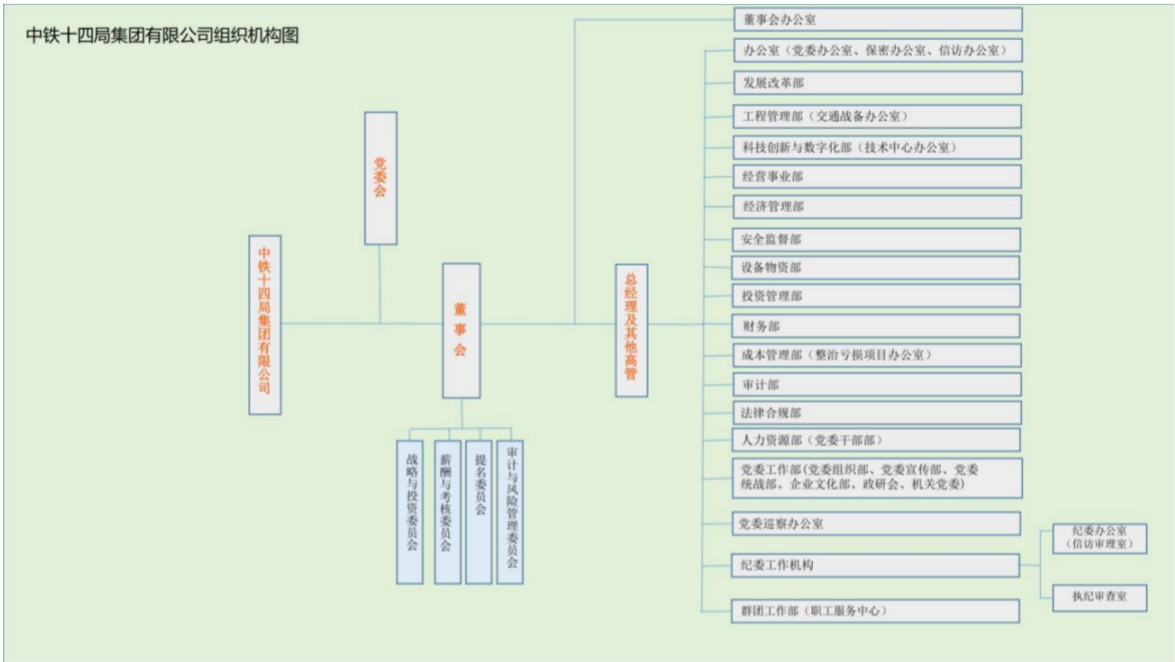 中铁十四局集团有限公司组织机构图
党委会
中铁十四局集团有限公司
董事会
总经理及其他高管
战略与投资委员会
薪酬与考核委员会
提名委员会
审计与风险管理委员会
董事会办公室
办公室（党委办公室、保密办公室、信访办公室）
发展改革部
工程管理部（交通战备办公室）
科技创新与数字化部（技术中心办公室）
经营事业部
经济管理部
安全监督部
设备物资部
投资管理部
财务部
成本管理部（整治亏损项目办公室）
审计部
法律合规部
人力资源部（党委干部部）
党委工作部(党委组织部、党委宣传部、党委
统战部、企业文化部、政研会、机关党委)
党委巡察办公室
纪委工作机构
纪委办公室
（信访审理室）
执纪审查室
群团工作部（职工服务中心）